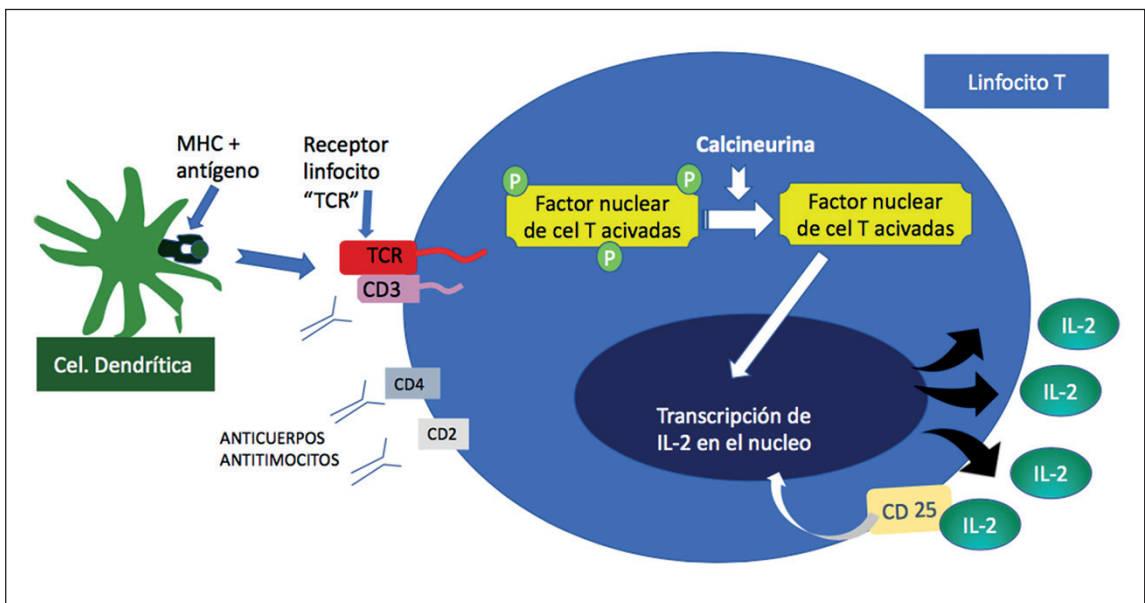 Linfocito T
MHC +
antígeno
Receptor
linfocito
“TCR”
Calcineurina
P
P
Factor nuclear
de cel T acivadas
P
Factor nuclear
de cel T acivadas
TCR
CD3
Cel. Dendrítica
CD4
CD2
ANTICUERPOS
ANTITIMOCITOS
Transcripción de
IL-2 en el nucleo
IL-2
IL-2
IL-2
CD 25
IL-2